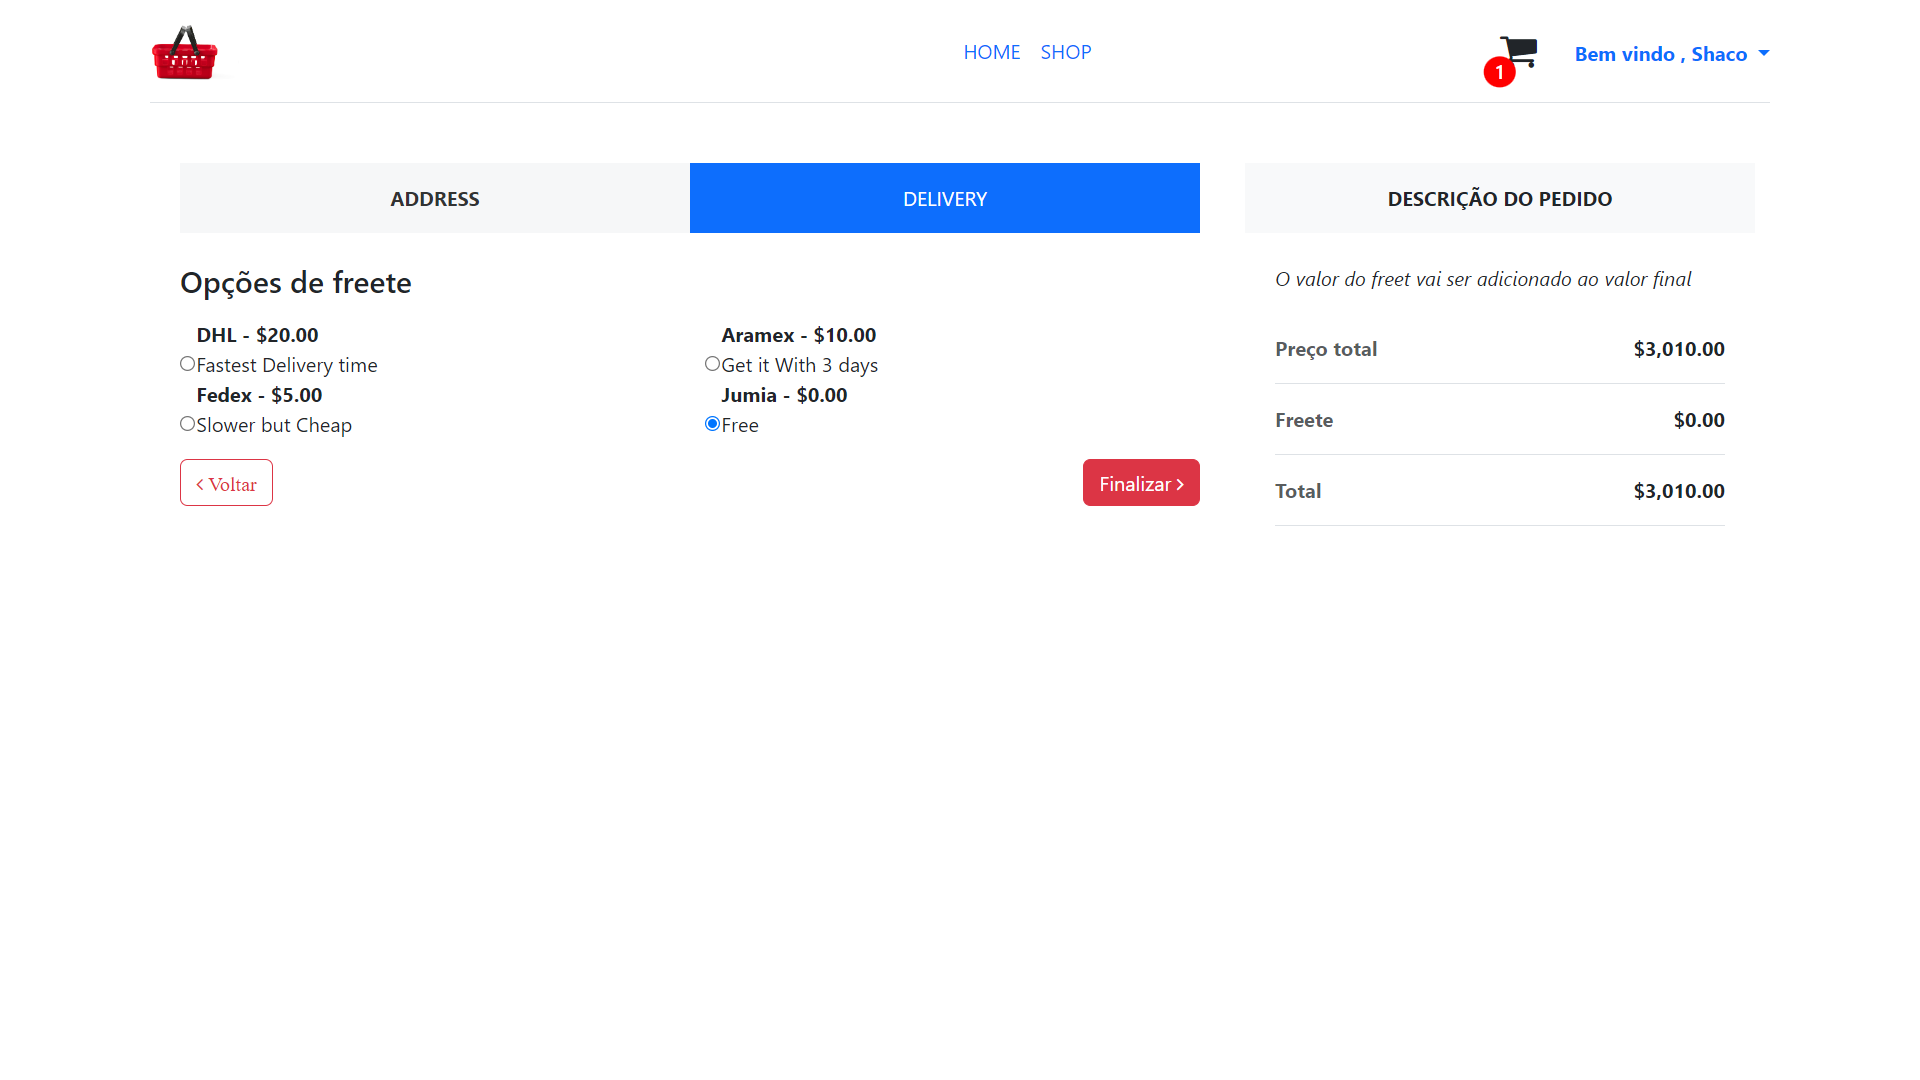 HOME SHOP
1
Bem vindo , Shaco
ADDRESS
DELIVERY
Opções de freete
DHL - $20.00
Fastest Delivery time
Aramex - $10.00
Get it With 3 days
Fedex - $5.00
Slower but Cheap
Jumia - $0.00
Free
Voltar
Finalizar
DESCRIÇÃO DO PEDIDO
O valor do freet vai ser adicionado ao valor final
Preço total $3,010.00
Freete $0.00
Total $3,010.00